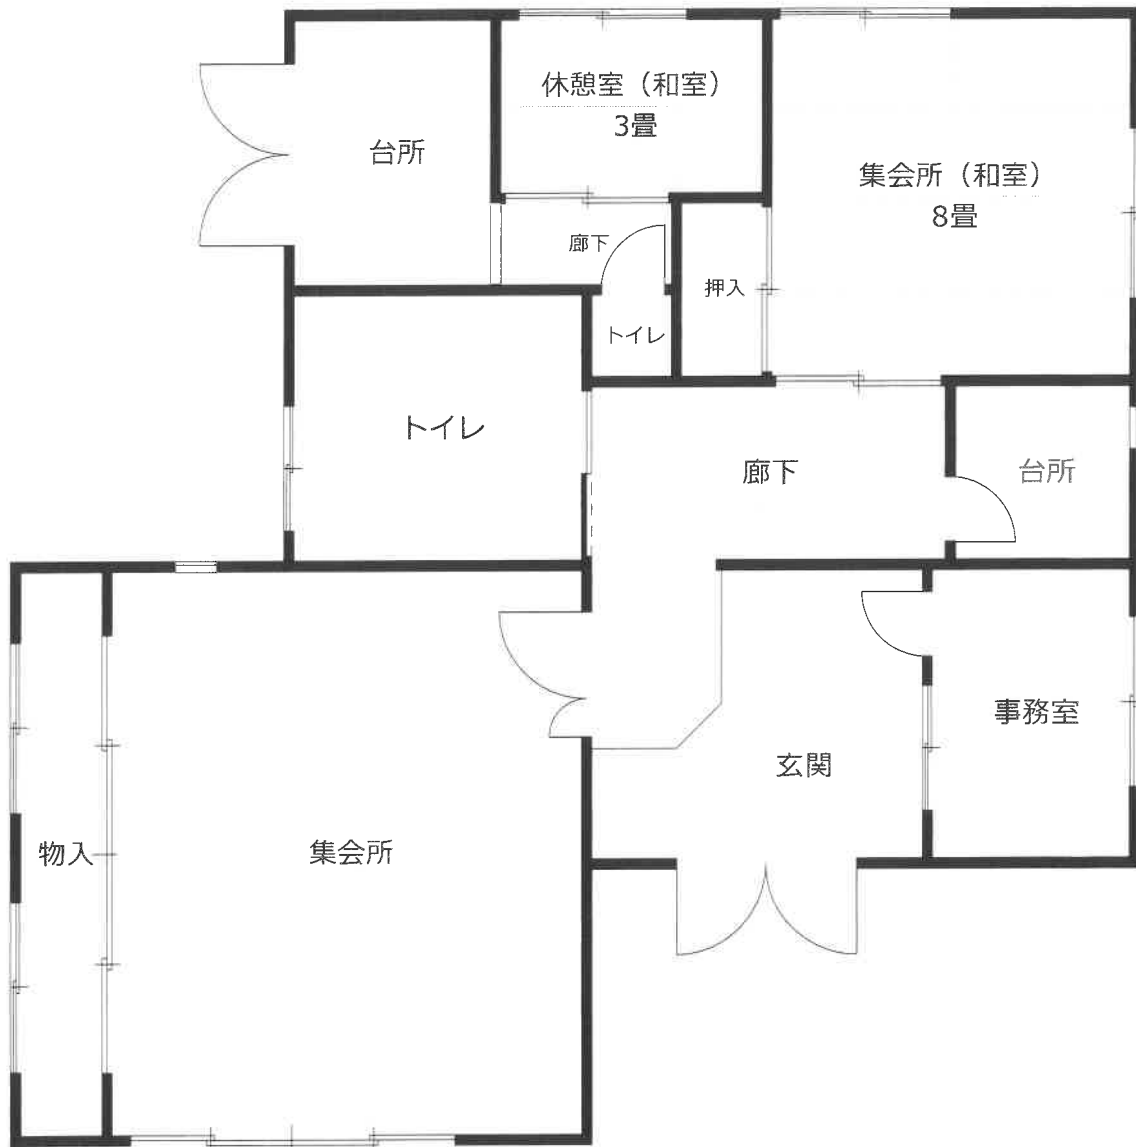 休憩室（和室）
3畳
台所
集会所（和室）
8畳
廊下
押入
トイレ
トイレ
廊下
台所
事務室
玄関
物入
集会所